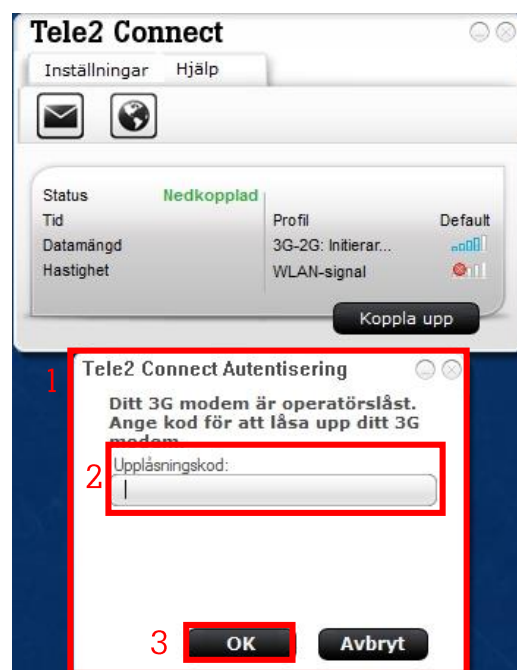 Tele2 Connect
Inställningar Hjälp
Status Nedkopplad
Tid Profil Default
Datamängd 3G-2G: Initierar...
Hastighet WLAN-signal
Koppla upp
1
Tele2 Connect Autentisering
Ditt 3G modem är operatörslåst.
Ange kod för att låsa upp ditt 3G
modem
2
Upplåsningskod:
3
OK Avbryt